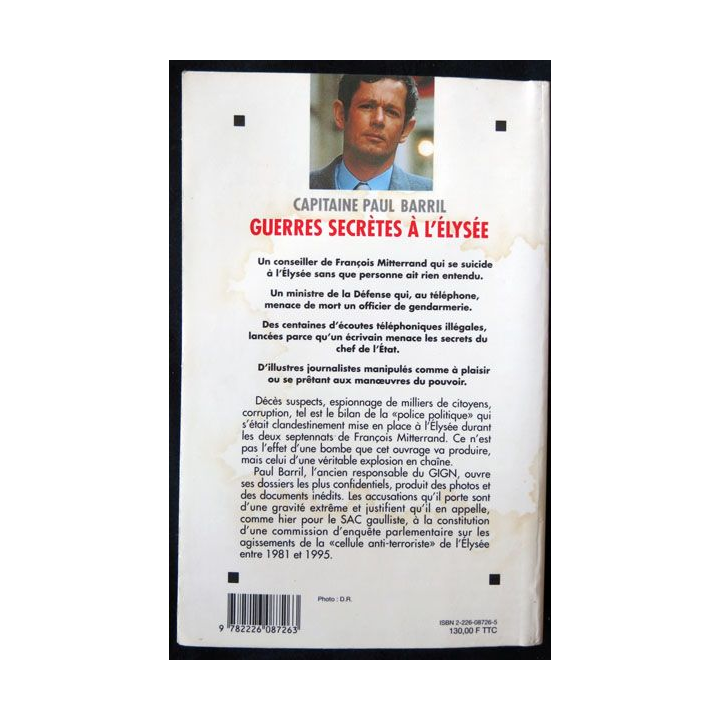 CAPITAINE PAUL BARRIL
GUERRES SECRÈTES À L'ÉLYSÉE
Un conseiller de François Mitterrand qui se suicide
à l'Élysée sans que personne ait rien entendu.
Un ministre de la Défense qui, au téléphone,
menace de mort un officier de gendarmerie.
Des centaines d'écoutes téléphoniques illégales,
lancées parce qu'un écrivain menace les secrets du
chef de l'État.
D'illustres journalistes manipulés comme à plaisir
ou se prêtant aux manœuvres du pouvoir.
Décès suspects, espionnage de milliers de citoyens,
corruption, tel est le bilan de la «police politique» qui
s'était clandestinement mise en place à l'Élysée durant
les deux septennats de François Mitterrand. Ce n'est
pas l'effet d'une bombe que cet ouvrage va produire,
mais celui d'une véritable explosion en chaîne.
Paul Barril, l'ancien responsable du GIGN, ouvre
ses dossiers les plus confidentiels, produit des photos et
des documents inédits. Les accusations qu'il porte sont
d'une gravité extrême et justifient qu'il en appelle,
comme hier pour le SAC gaulliste, à la constitution
d'une commission d'enquête parlementaire sur les
agissements de la «cellule anti-terroriste» de l'Élysée
entre 1981 et 1995.
Photo : D.R.
9 782226 087263
ISBN 2-226-08726-5
130,00 F TTC